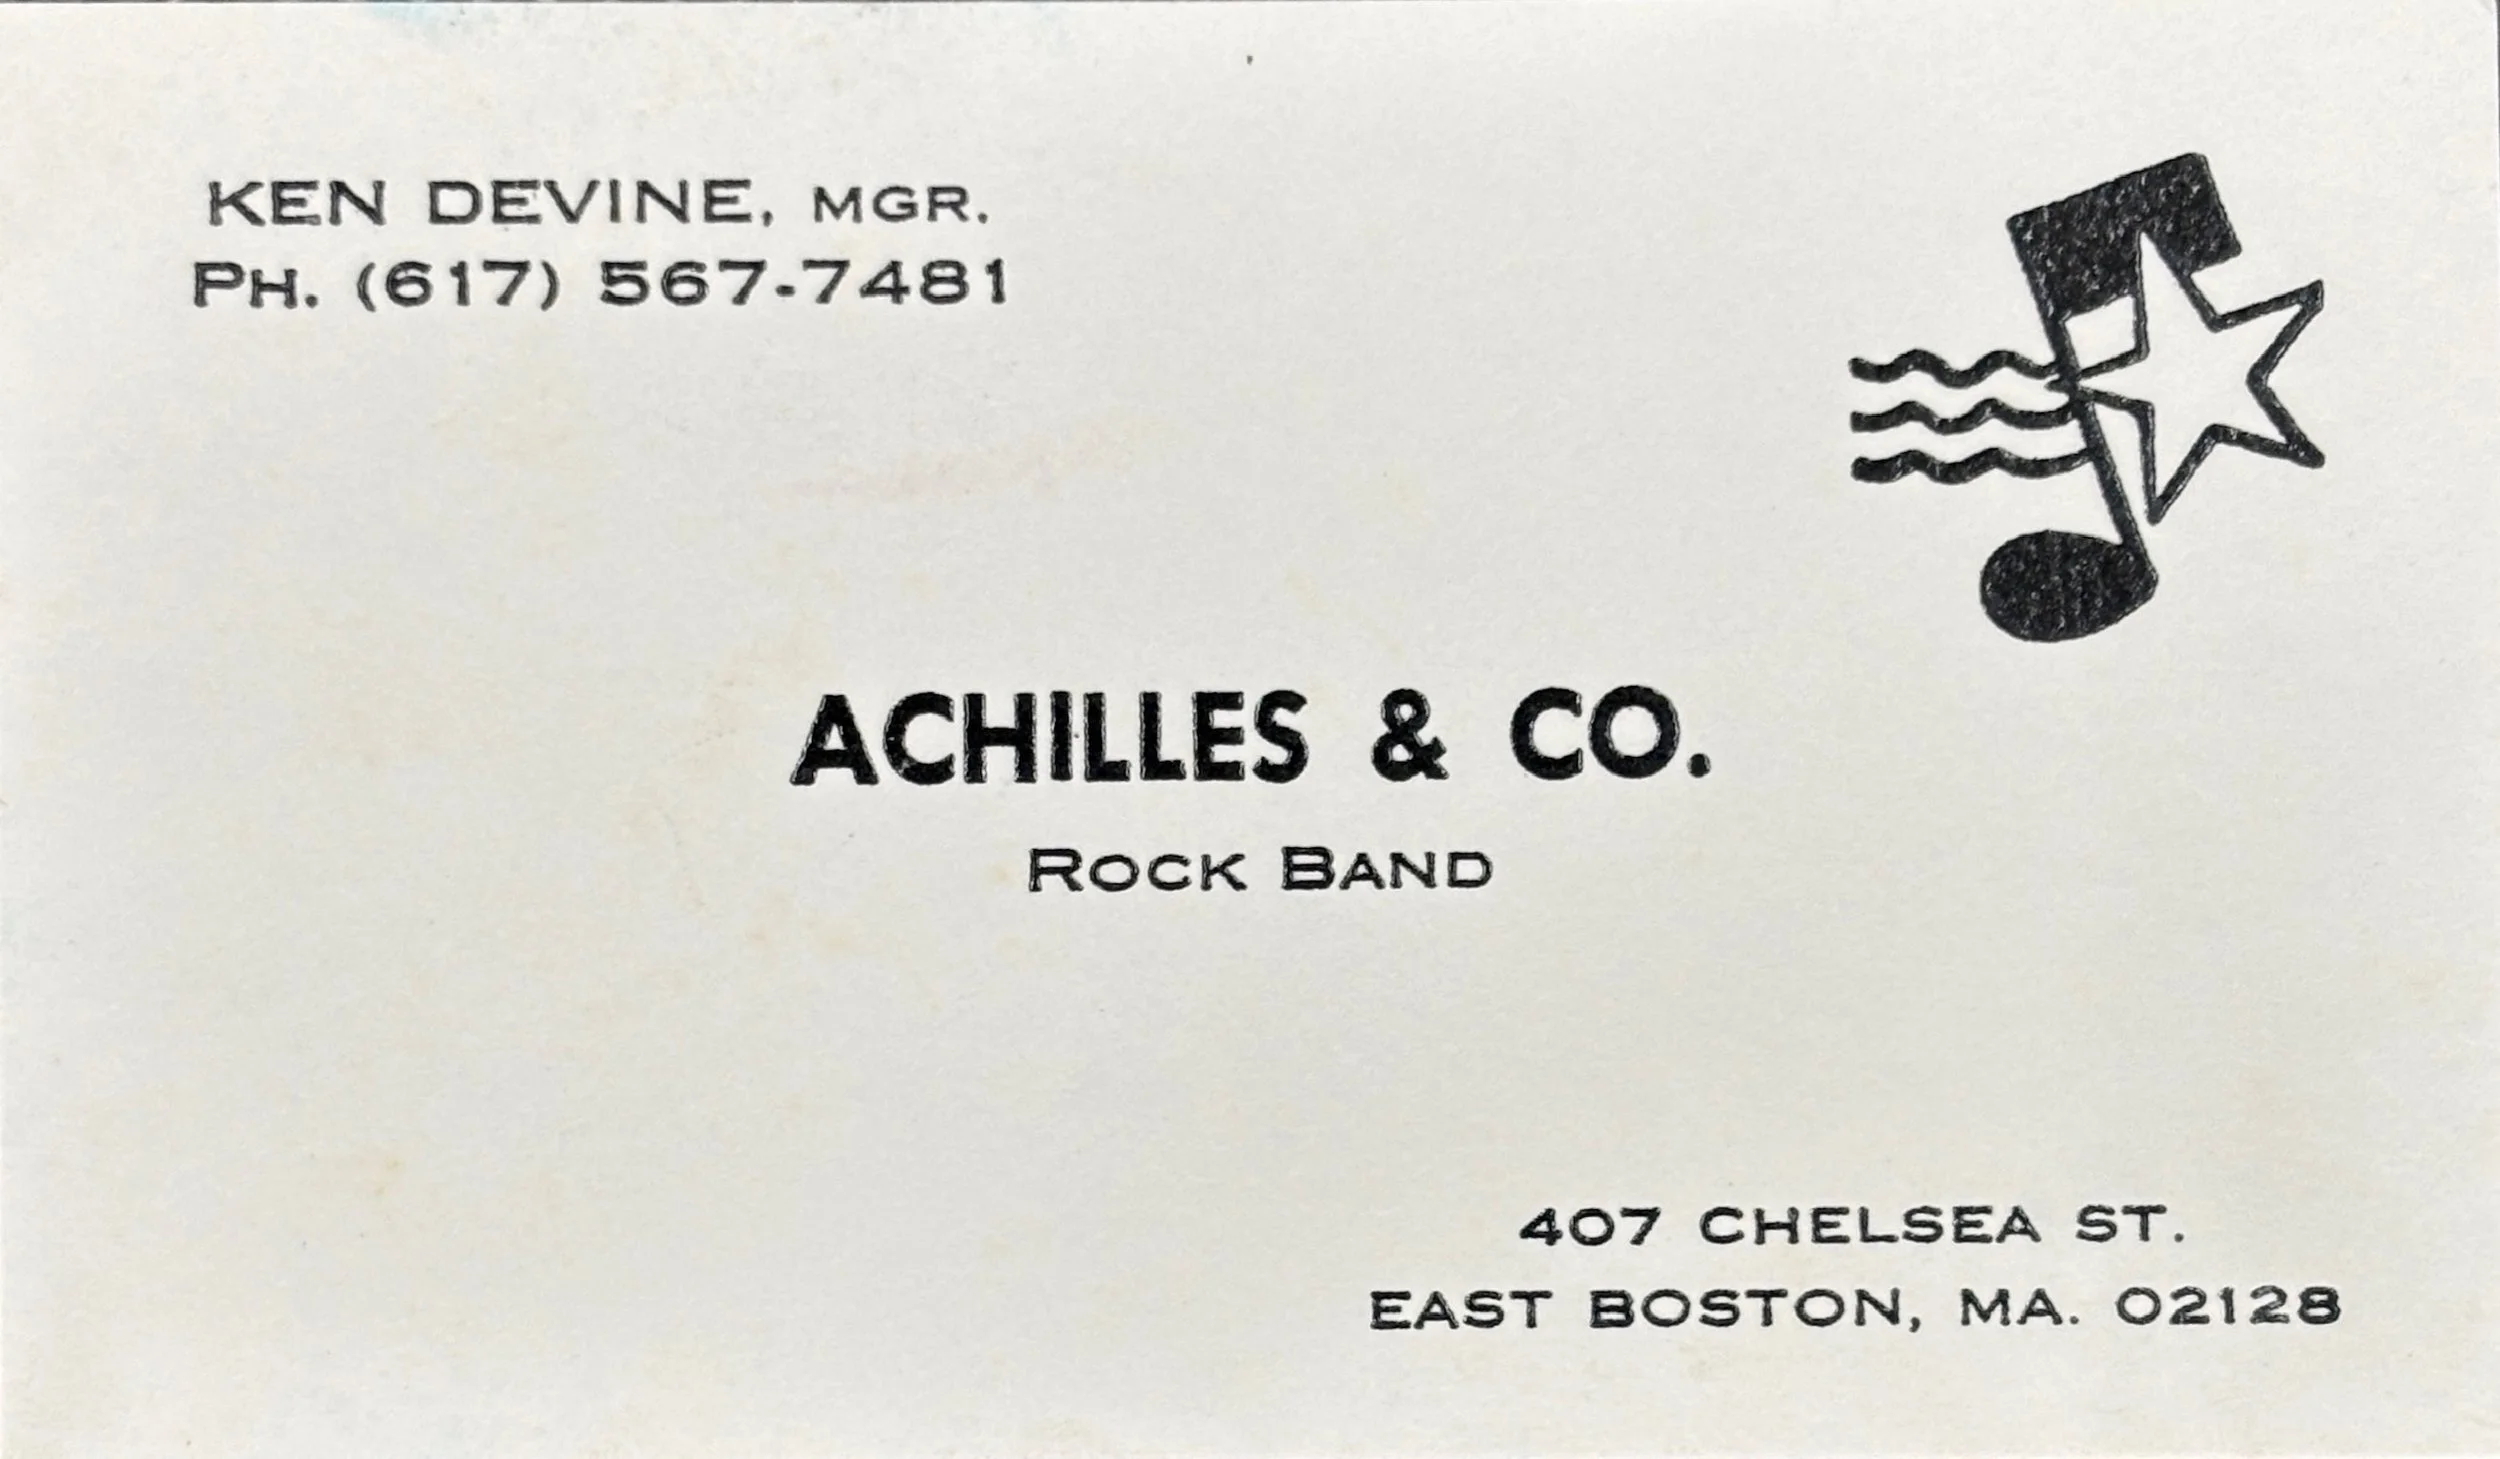 KEN DEVINE, MGR.
PH. (617) 567-7481
ACHILLES & CO.
ROCK BAND
407 CHELSEA ST.
EAST BOSTON, MA. 02128